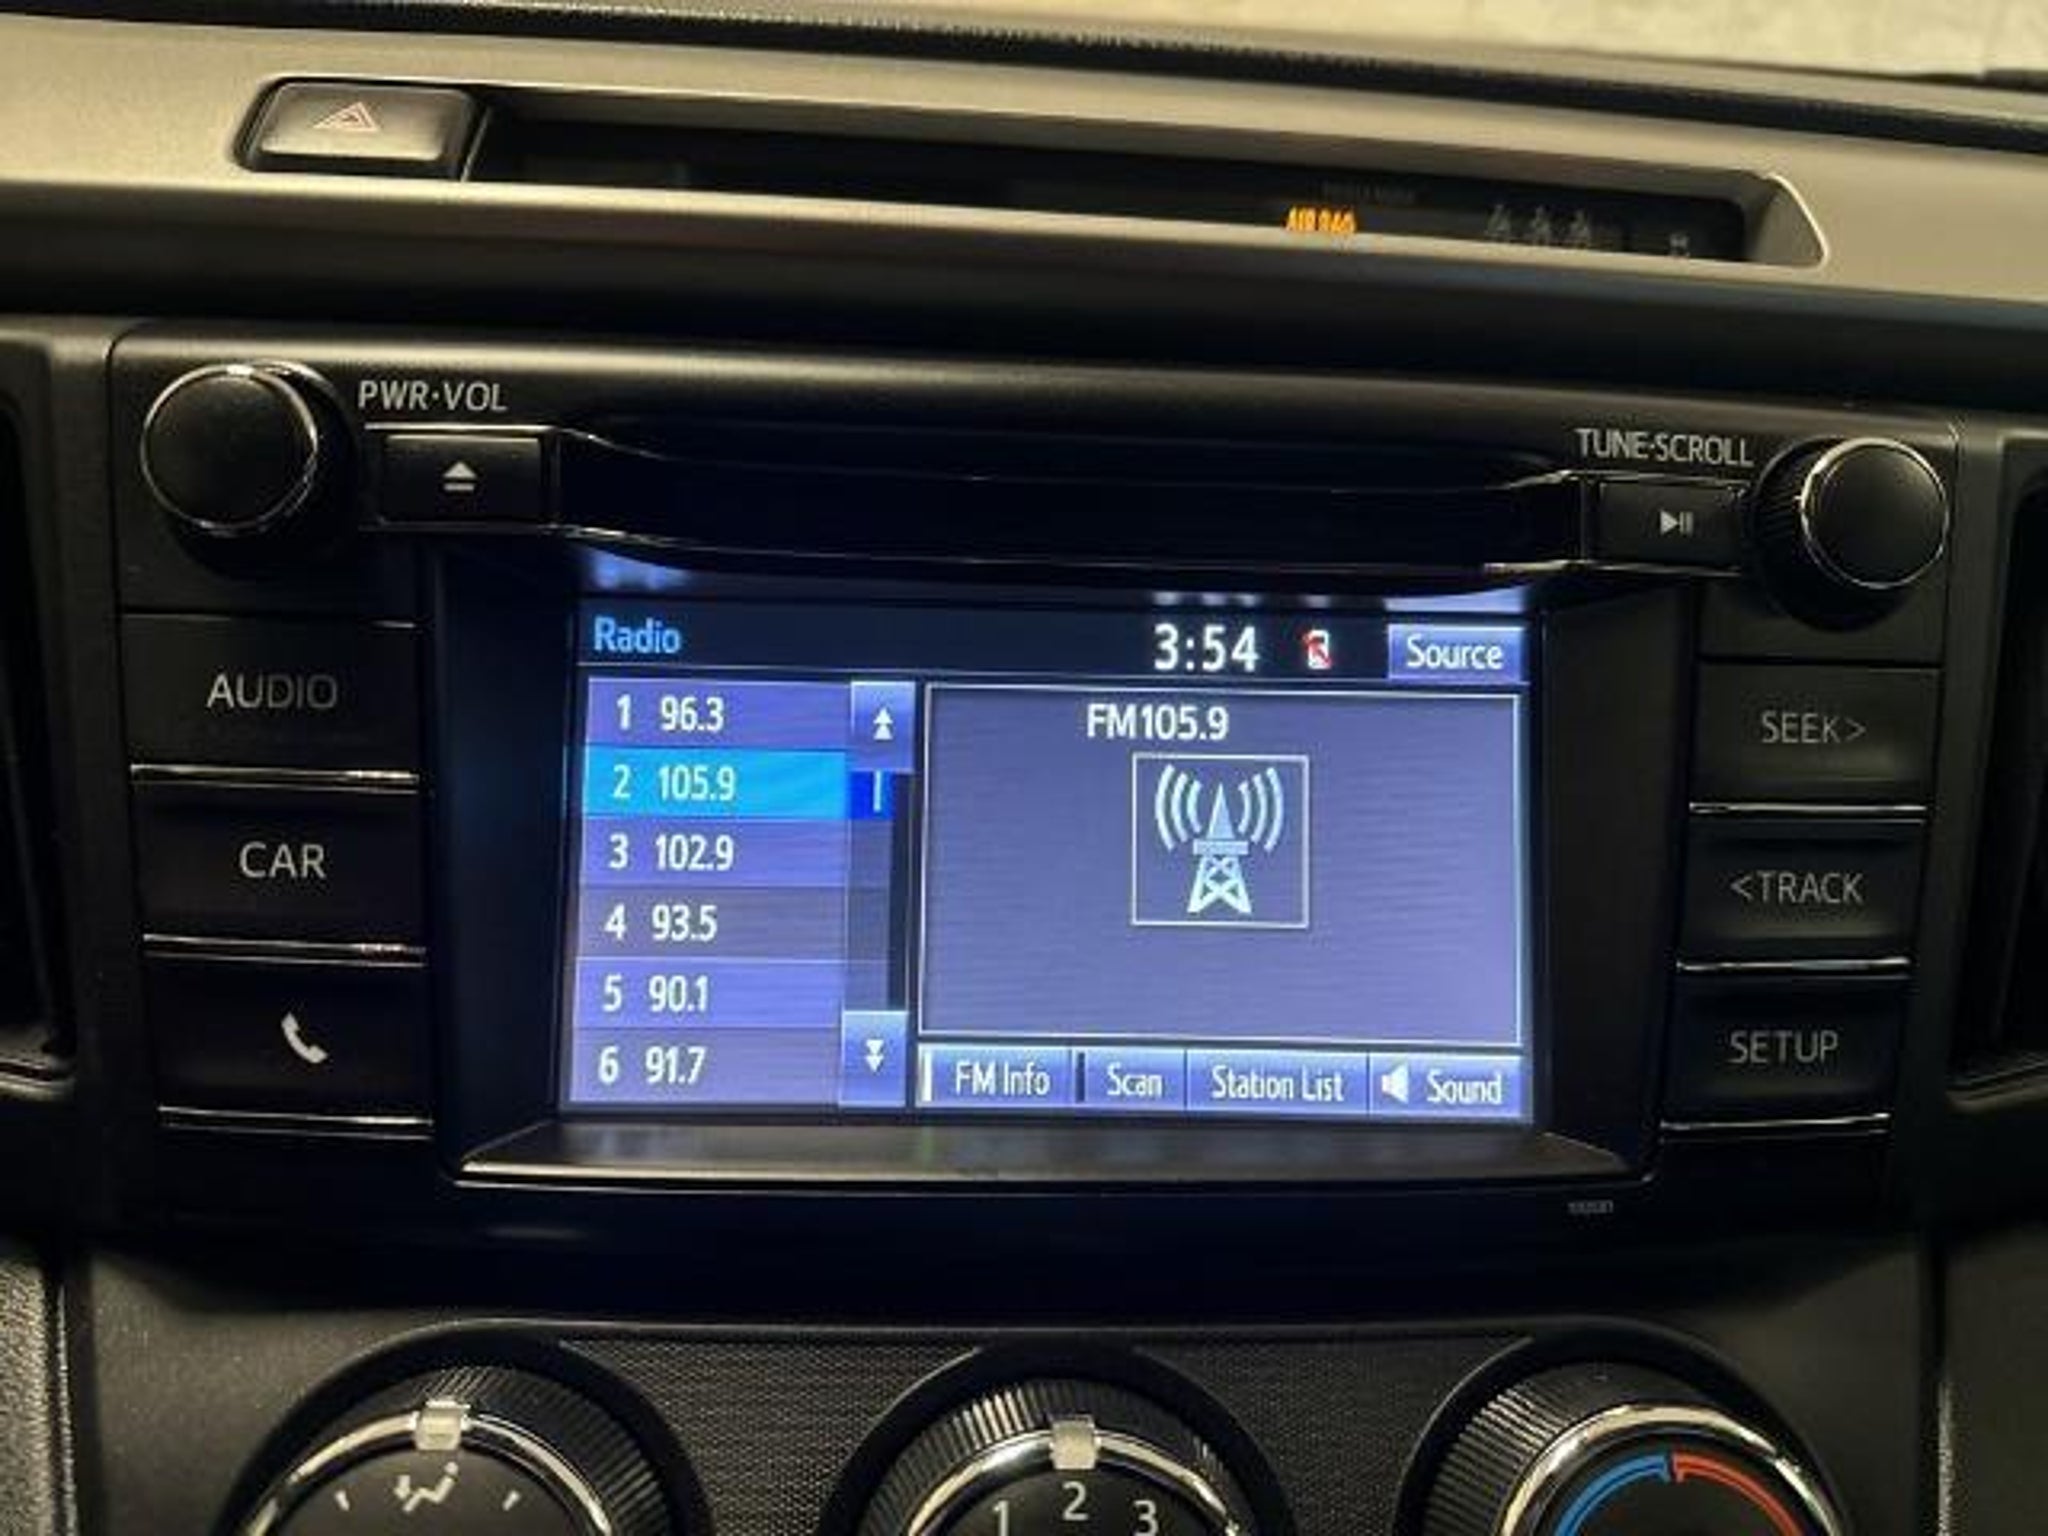 AIR BAG
PWR·VOL
TUNE·SCROLL
Radio
3:54
Source
AUDIO
1 96.3
FM105.9
SEEK>
2 105.9
CAR
3 102.9
<TRACK
4 93.5
5 90.1
SETUP
6 91.7
FM Info
Scan
Station List
Sound
1 2 3